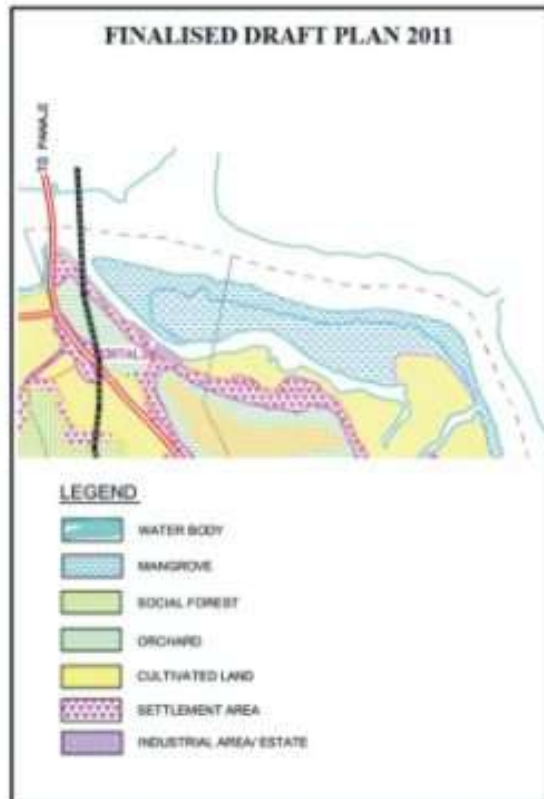 FINALISED DRAFT PLAN 2011
TO PANAJE
LEGEND
WATER BODY
MANGROVE
SOCIAL FOREST
ORCHARD
CULTIVATED LAND
SETTLEMENT AREA
INDUSTRIAL AREA/ ESTATE